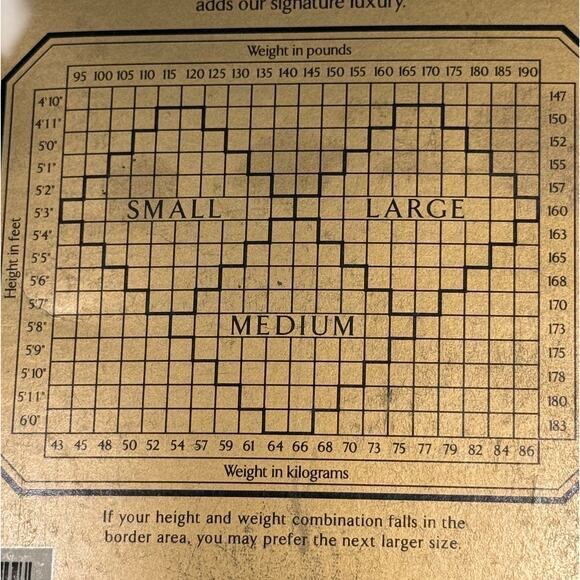 adds our signature luxury.
Weight in pounds
95 100 105 110 115 120 125 130 135 140 145 150 155 160 165 170 175 180 185 190
4'10" 147
4'11" 150
5'0" 152
5'1" 155
5'2" 157
5'3" SMALL LARGE 160
5'4" 163
5'5" 165
5'6" 168
5'7" 170
5'8" MEDIUM 173
5'9" 175
5'10" 178
5'11" 180
6'0" 183
Height in feet
43 45 48 50 52 54 57 59 61 64 66 68 70 73 75 77 79 82 84 86
Weight in kilograms
If your height and weight combination falls in the
border area, you may prefer the next larger size.